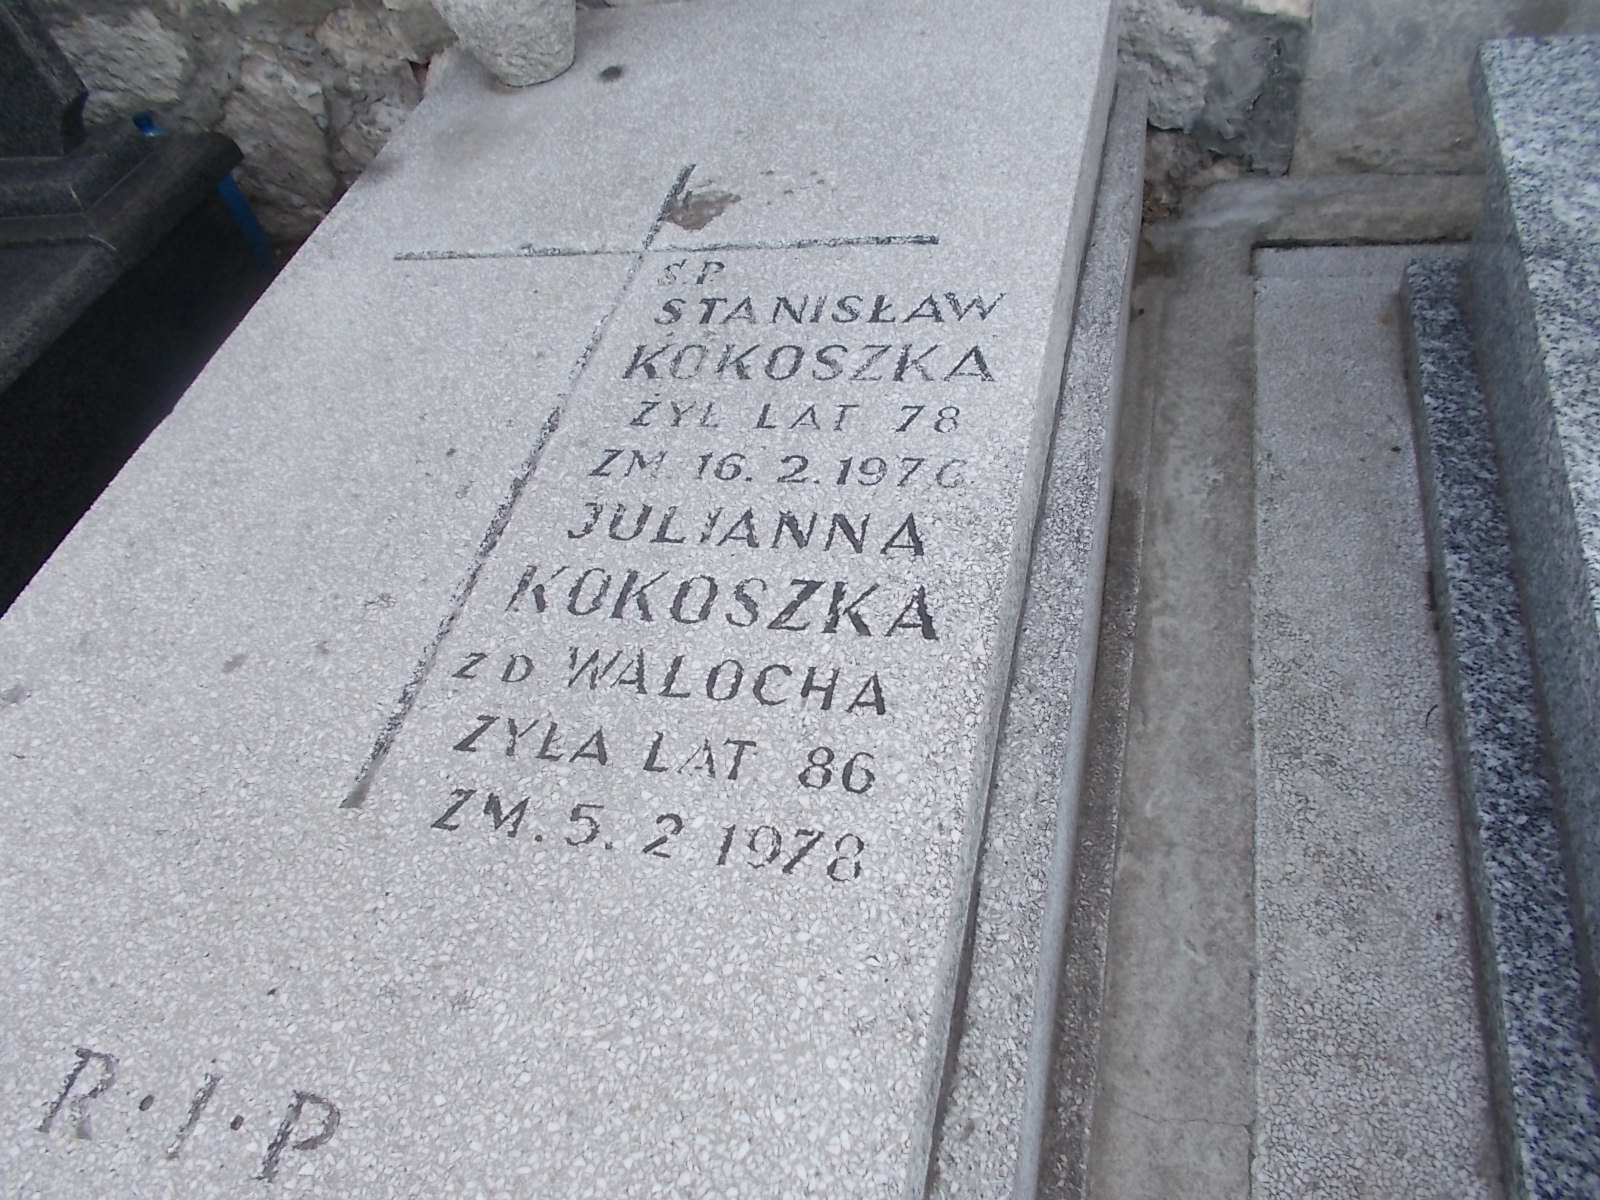 Ś.P
STANISŁAW
KOKOSZKA
ŻYŁ LAT 78
ZM. 16. 2. 1976
JULIANNA
KOKOSZKA
ZD WALOCHA
ŻYŁA LAT 86
ZM. 5. 2 1978
R·I·P